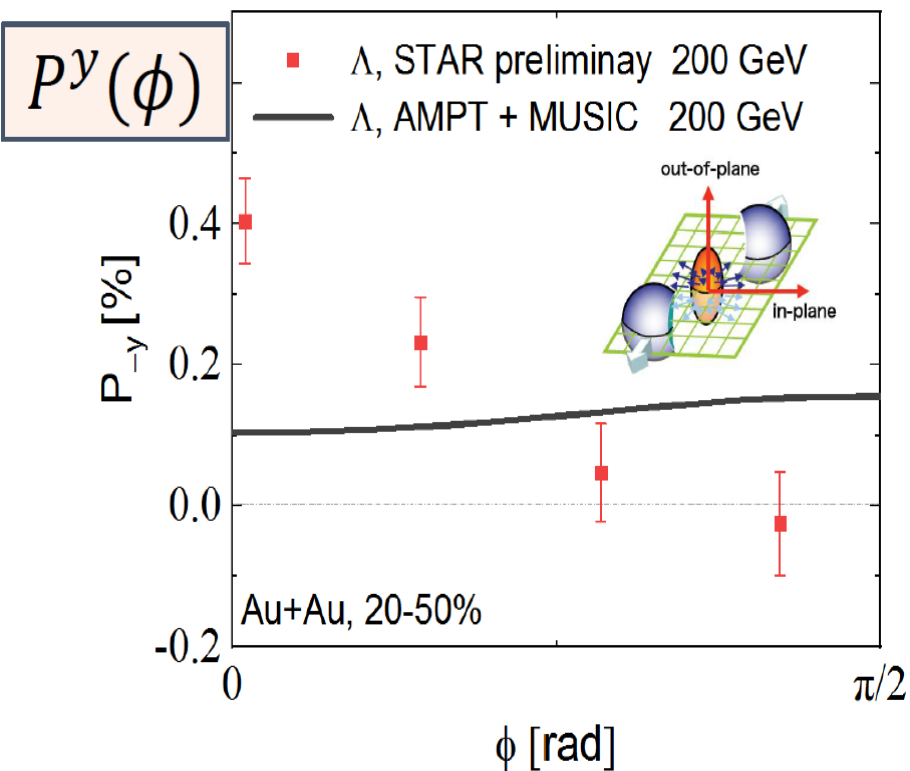 P^y(ϕ)
Λ, STAR preliminay 200 GeV
Λ, AMPT + MUSIC 200 GeV
out-of-plane
in-plane
P_–y [%]
0.4
0.2
0.0
-0.2
Au+Au, 20-50%
0
π/2
ϕ [rad]